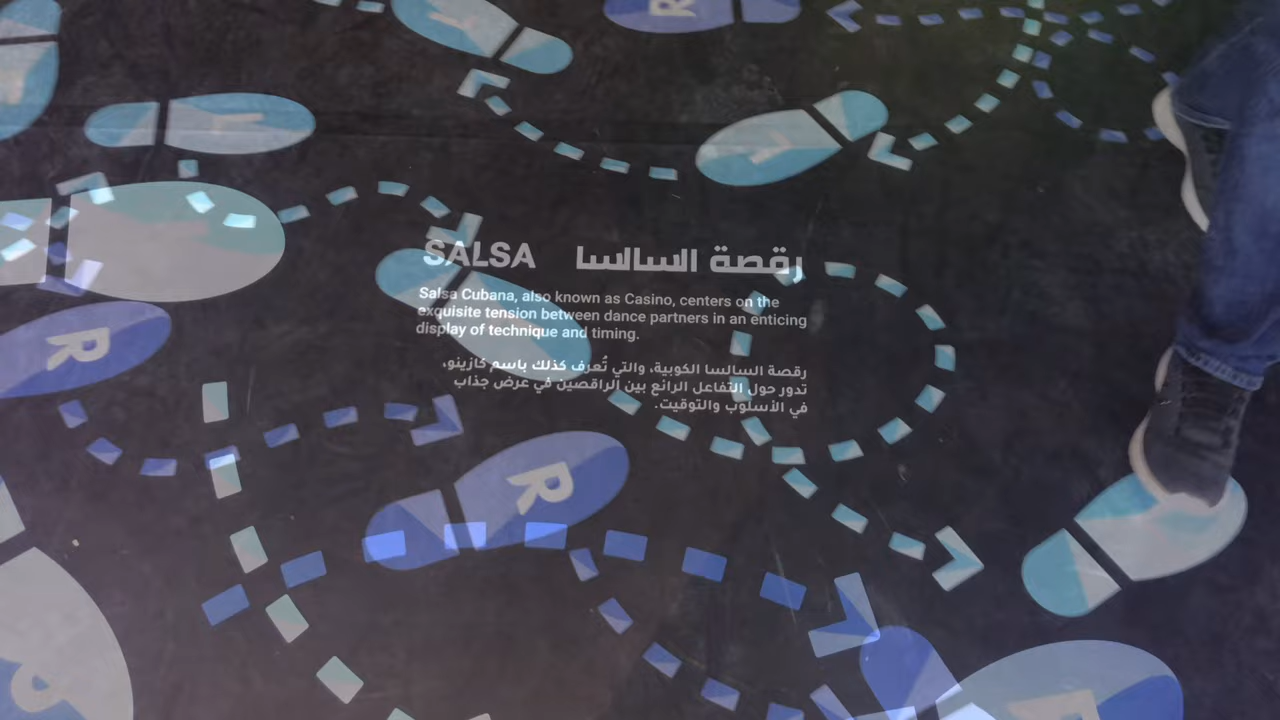 SALSA رقصة السالسا
Salsa Cubana, also known as Casino, centers on the
exquisite tension between dance partners in an enticing
display of technique and timing.
رقصة السالسا الكوبية، والتي تُعرف كذلك باسم كازينو،
تدور حول التفاعل الرائع بين الراقصين في عرض جذاب
في الأسلوب والتوقيت.
R
R
R